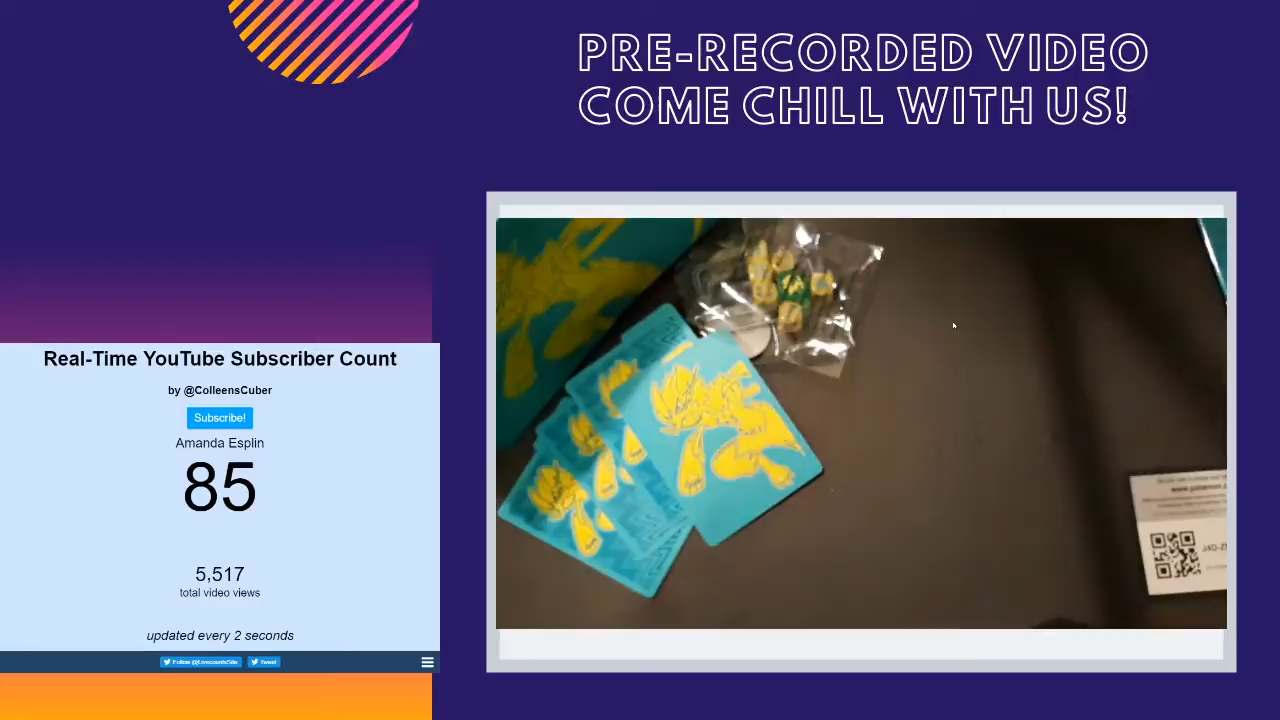 PRE-RECORDED VIDEO
COME CHILL WITH US!
Real-Time YouTube Subscriber Count
by @ColleensCuber
Subscribe!
Amanda Esplin
85
5,517
total video views
updated every 2 seconds
Tweet